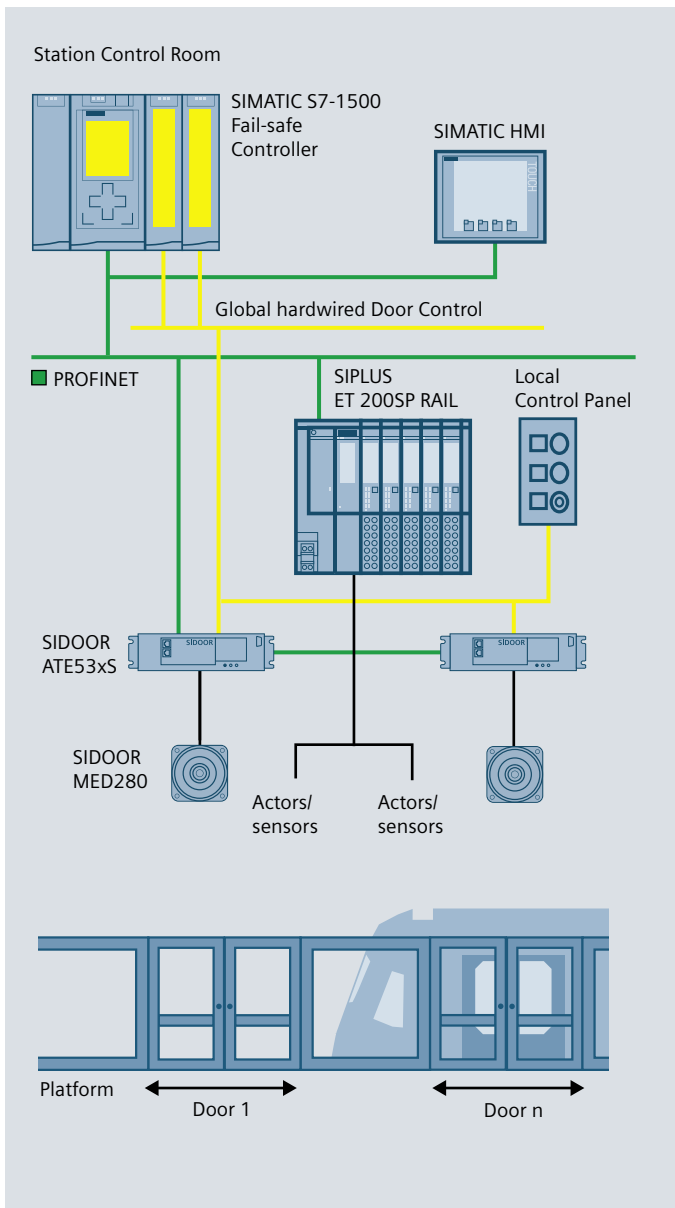 Station Control Room
SIMATIC S7-1500
Fail-safe
Controller
SIMATIC HMI
TOUCH
Global hardwired Door Control
PROFINET
SIPLUS
ET 200SP RAIL
Local
Control Panel
SIDOOR
ATE53xS
SIDOOR
SIDOOR
SIDOOR
MED280
Actors/
sensors
Actors/
sensors
Platform
Door 1
Door n